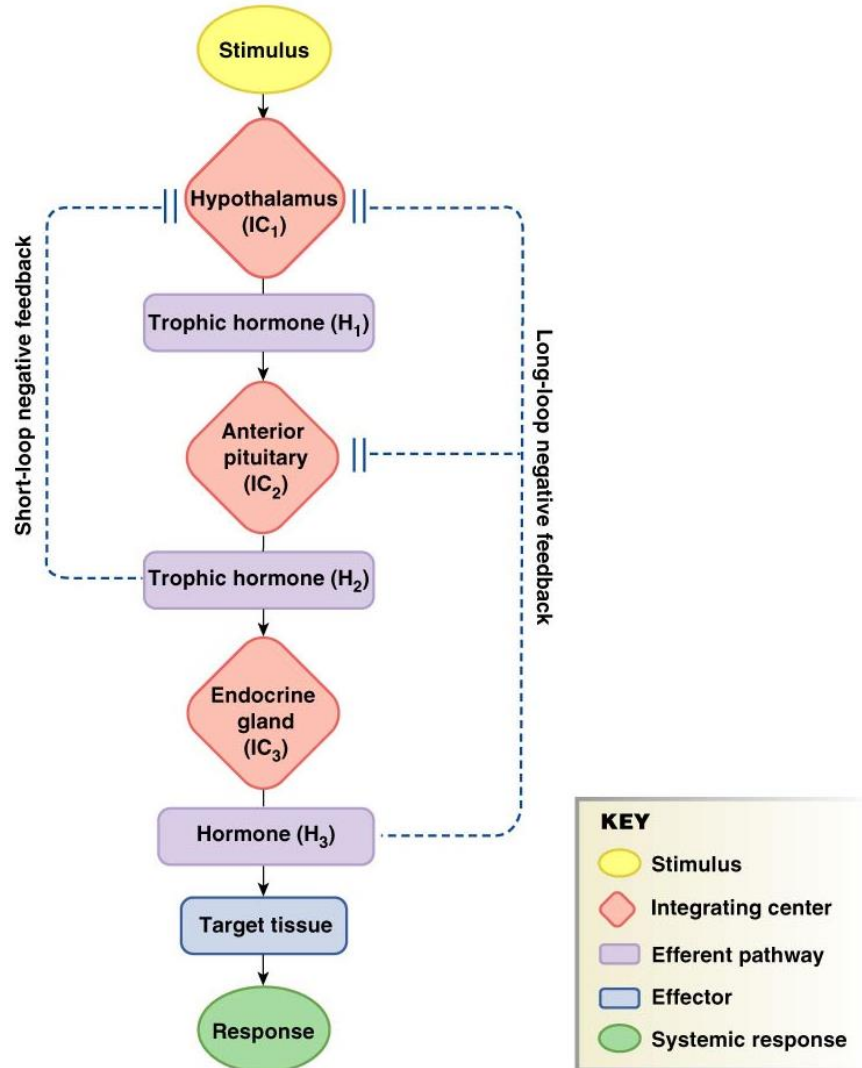 Stimulus
Hypothalamus
(IC₁)
Trophic hormone (H₁)
Anterior
pituitary
(IC₂)
Trophic hormone (H₂)
Endocrine
gland
(IC₃)
Hormone (H₃)
Target tissue
Response
Short-loop negative feedback
Long-loop negative feedback
KEY
Stimulus
Integrating center
Efferent pathway
Effector
Systemic response